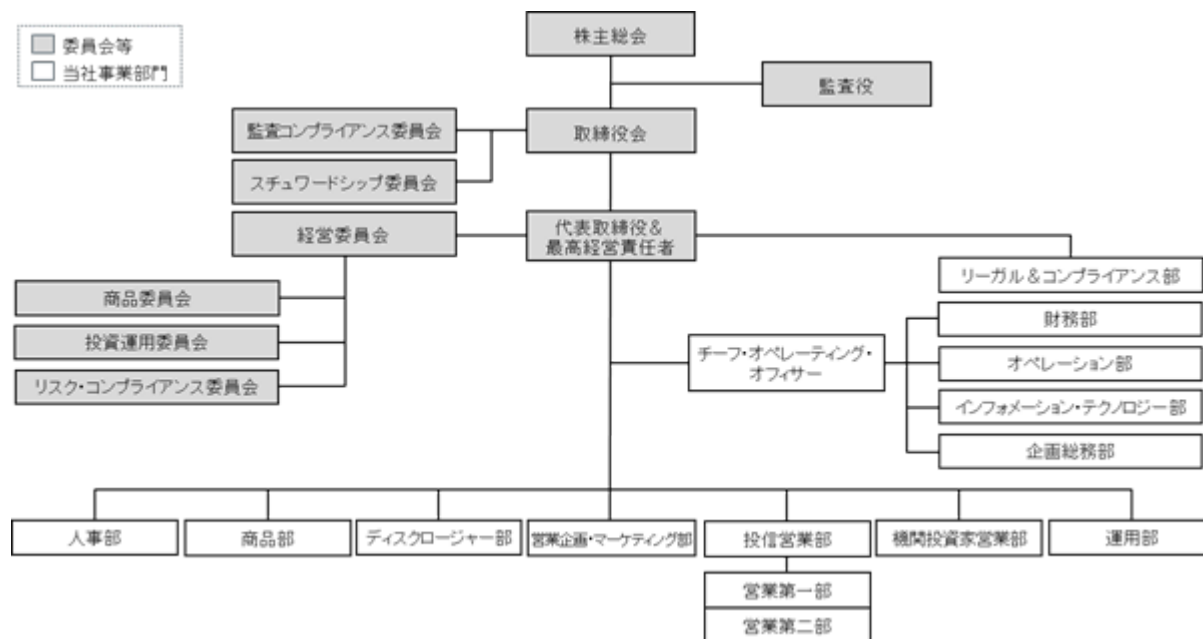 委員会等
当社事業部門
株主総会
監査役
監査コンプライアンス委員会
取締役会
スチュワードシップ委員会
経営委員会
代表取締役&
最高経営責任者
リーガル&コンプライアンス部
商品委員会
財務部
投資運用委員会
チーフ・オペレーティング・
オフィサー
オペレーション部
リスク・コンプライアンス委員会
インフォメーション・テクノロジー部
企画総務部
人事部
商品部
ディスクロージャー部
営業企画・マーケティング部
投信営業部
機関投資家営業部
運用部
営業第一部
営業第二部